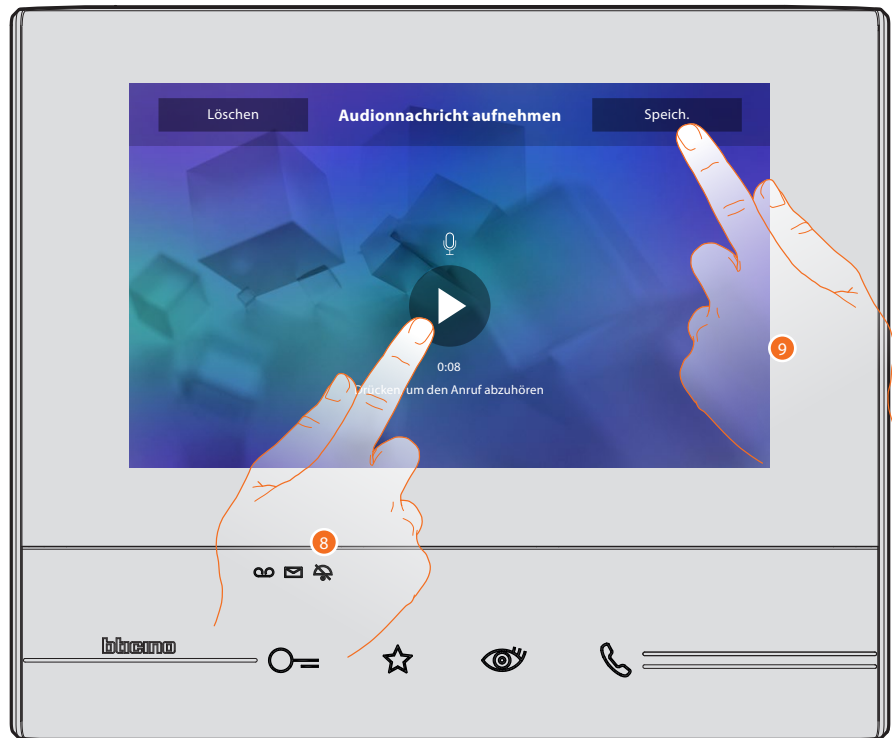 Löschen
Audionnachricht aufnehmen
Speich.
0:08
Drücken, um den Anruf abzuhören
9
8
bticino